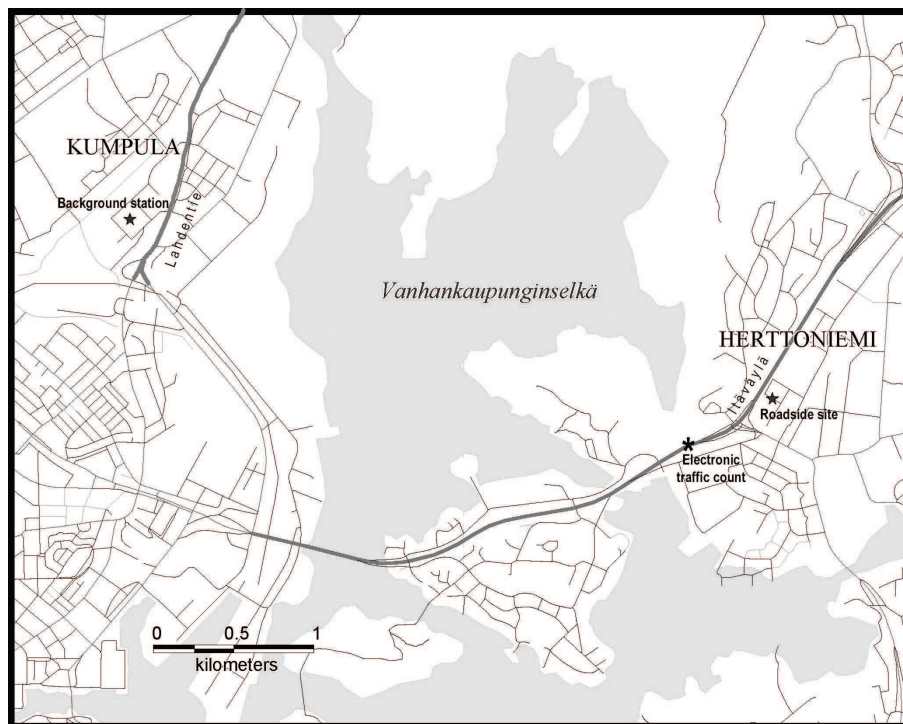 KUMPULA
Background station
Lahdentie
Vanhankaupunginselkä
HERTTONIEMI
Itäväylä
Roadside site
Electronic
traffic count
0 0.5 1
kilometers